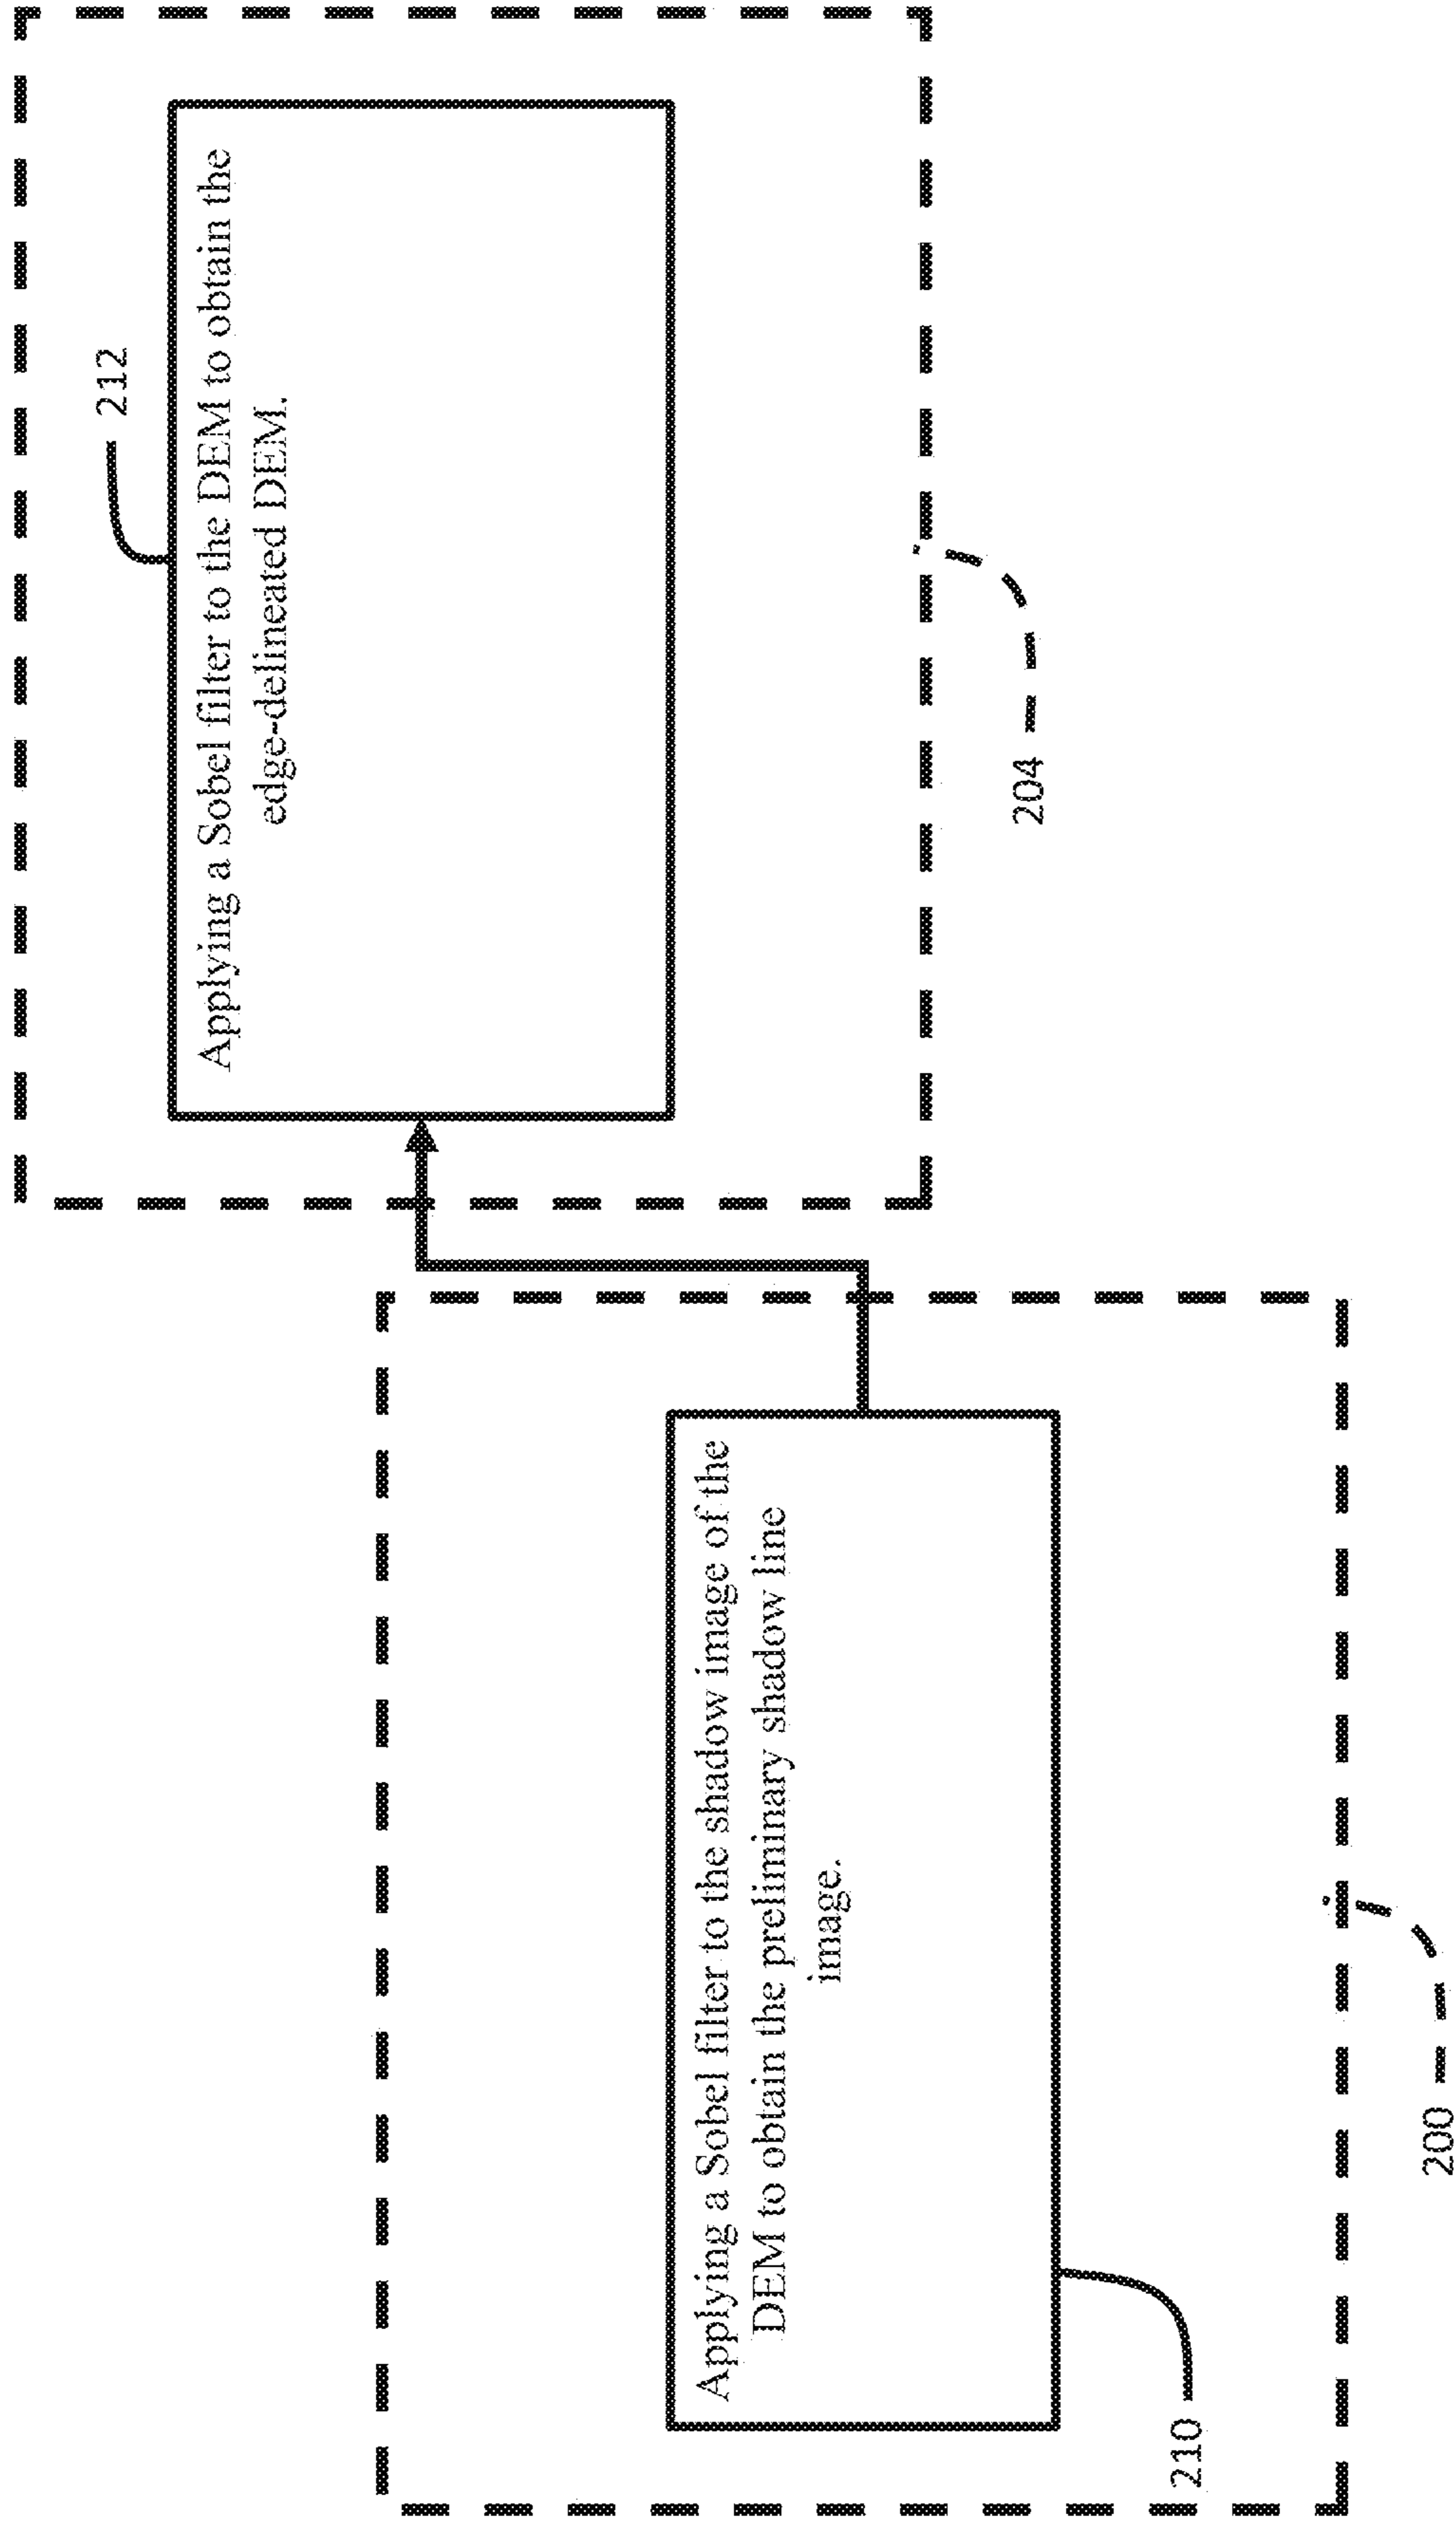 210
Applying a Sobel filter to the shadow image of the
DEM to obtain the preliminary shadow line
image.
200
212
Applying a Sobel filter to the DEM to obtain the
edge-delineated DEM.
204